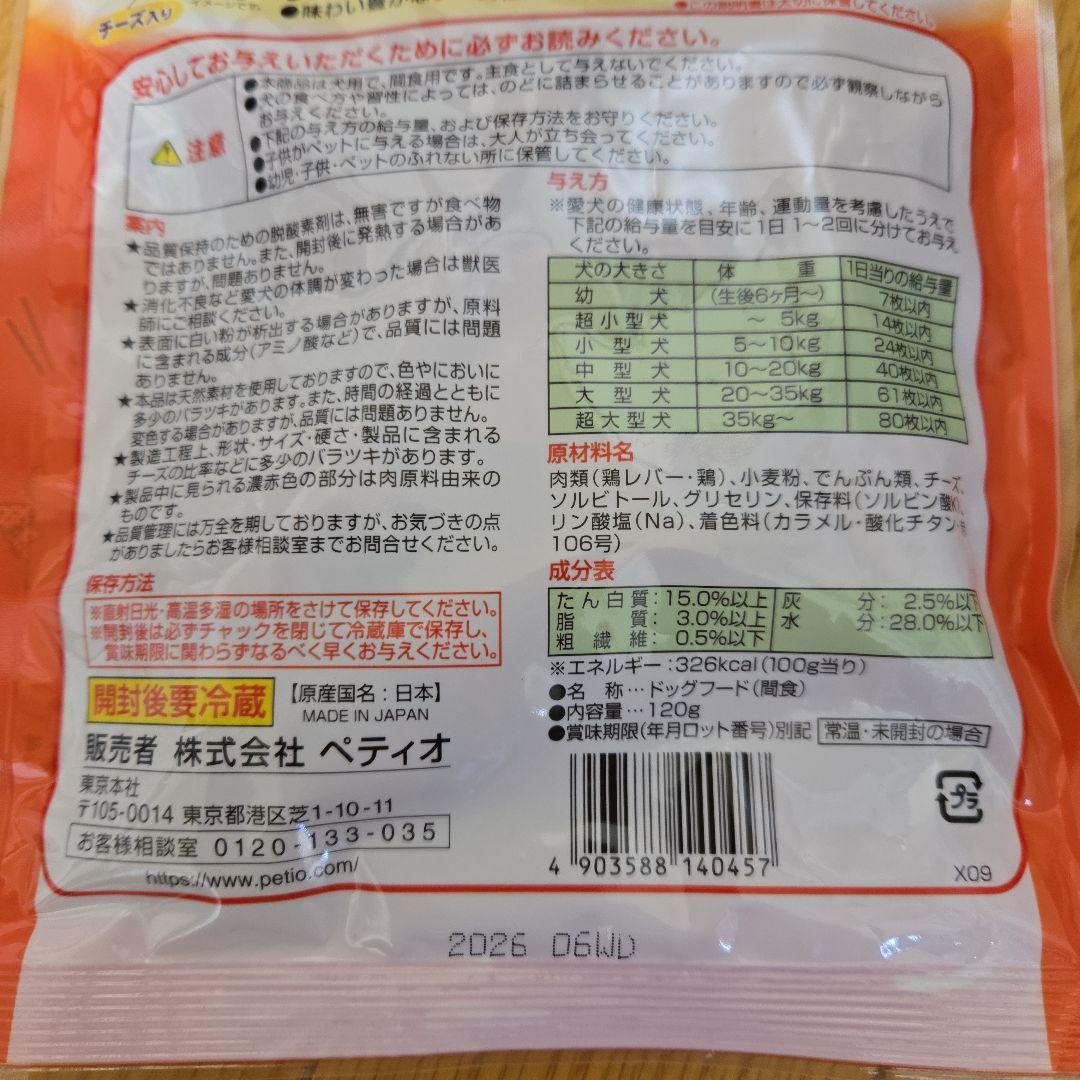 チーズ入り
イメージです。
●味わい豊か
●この説明書は大切に保管してください。
安心してお与えいただくために必ずお読みください。
注意
●本商品は犬用で、間食用です。主食として与えないでください。
●犬の食べ方や習性によっては、のどに詰まらせることがありますので必ず観察しながら
お与えください。
●下記の与え方の給与量、および保存方法をお守りください。
●子供がペットに与える場合は、大人が立ち会ってください。
●幼児・子供・ペットのふれない所に保管してください。
案内
★品質保持のための脱酸素剤は、無害ですが食べ物
ではありません。また、開封後に発熱する場合があ
りますが、問題ありません。
★消化不良など愛犬の体調が変わった場合は獣医
師にご相談ください。
★表面に白い粉が析出する場合がありますが、原料
に含まれる成分(アミノ酸など)で、品質には問題
ありません。
★本品は天然素材を使用しておりますので、色やにおいに
多少のバラツキがあります。また、時間の経過とともに
変色する場合がありますが、品質には問題ありません。
★製造工程上、形状・サイズ・硬さ・製品に含まれる
チーズの比率などに多少のバラツキがあります。
★製品中に見られる濃赤色の部分は肉原料由来の
ものです。
★品質管理には万全を期しておりますが、お気づきの点
がありましたらお客様相談室までお問合せください。
保存方法
※直射日光・高温多湿の場所をさけて保存してください。
※開封後は必ずチャックを閉じて冷蔵庫で保存し、
賞味期限に関わらずなるべく早くお与えください。
開封後要冷蔵
【原産国名：日本】
MADE IN JAPAN
販売者 株式会社 ペティオ
東京本社
〒105-0014 東京都港区芝1-10-11
お客様相談室 0120-133-035
https://www.petio.com/
与え方
※愛犬の健康状態、年齢、運動量を考慮したうえで
下記の給与量を目安に1日 1〜2回に分けてお与え
ください。
犬の大きさ 体 重 1日当りの給与量
幼 犬 (生後6ヶ月〜) 7枚以内
超小型犬 〜 5kg 14枚以内
小型犬 5〜10kg 24枚以内
中型犬 10〜20kg 40枚以内
大型犬 20〜35kg 61枚以内
超大型犬 35kg〜 80枚以内
原材料名
肉類(鶏レバー・鶏)、小麦粉、でんぷん類、チーズ、
ソルビトール、グリセリン、保存料(ソルビン酸K)、
リン酸塩(Na)、着色料(カラメル・酸化チタン・
106号)
成分表
たん白質：15.0%以上 灰 分：2.5%以下
脂 質：3.0%以上 水 分：28.0%以下
粗繊維：0.5%以下
※エネルギー：326kcal(100g当り)
●名 称…ドッグフード(間食)
●内容量…120g
●賞味期限(年月ロット番号)別記 常温・未開封の場合
プラ
4 903588 140457
X09
2026 06WD